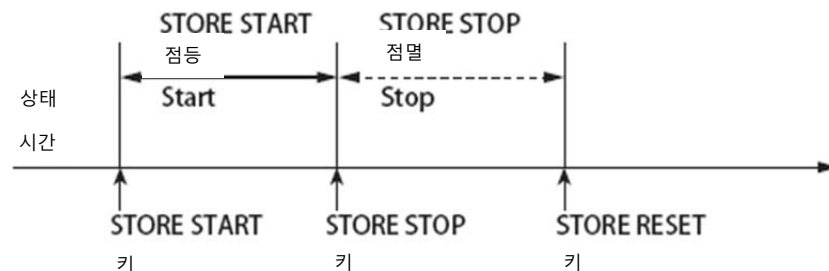 STORE START STORE STOP
점등 점멸
상태 Start Stop
시간
STORE START STORE STOP STORE RESET
키 키 키